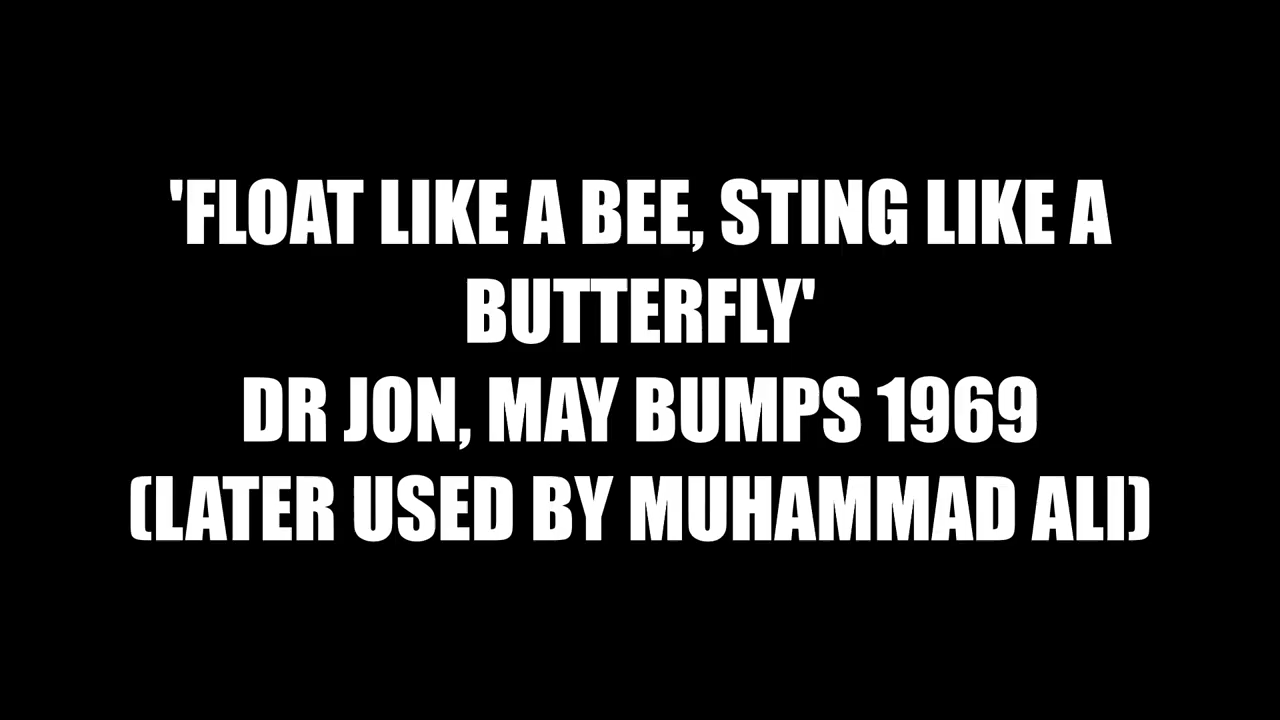 'FLOAT LIKE A BEE, STING LIKE A
BUTTERFLY'
DR JON, MAY BUMPS 1969
(LATER USED BY MUHAMMAD ALI)